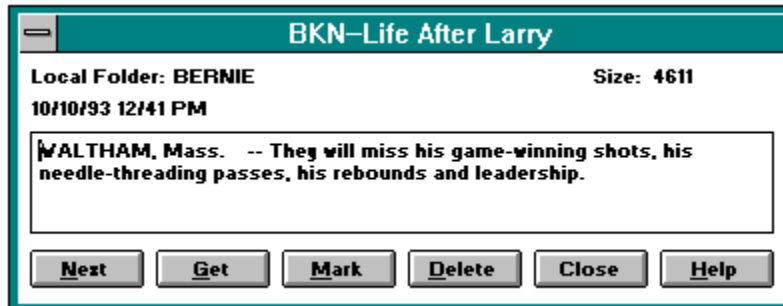 BKN–Life After Larry
Local Folder: BERNIE Size: 4611
10/10/93 12/41 PM
WALTHAM, Mass. -- They will miss his game-winning shots, his
needle-threading passes, his rebounds and leadership.
Next Get Mark Delete Close Help